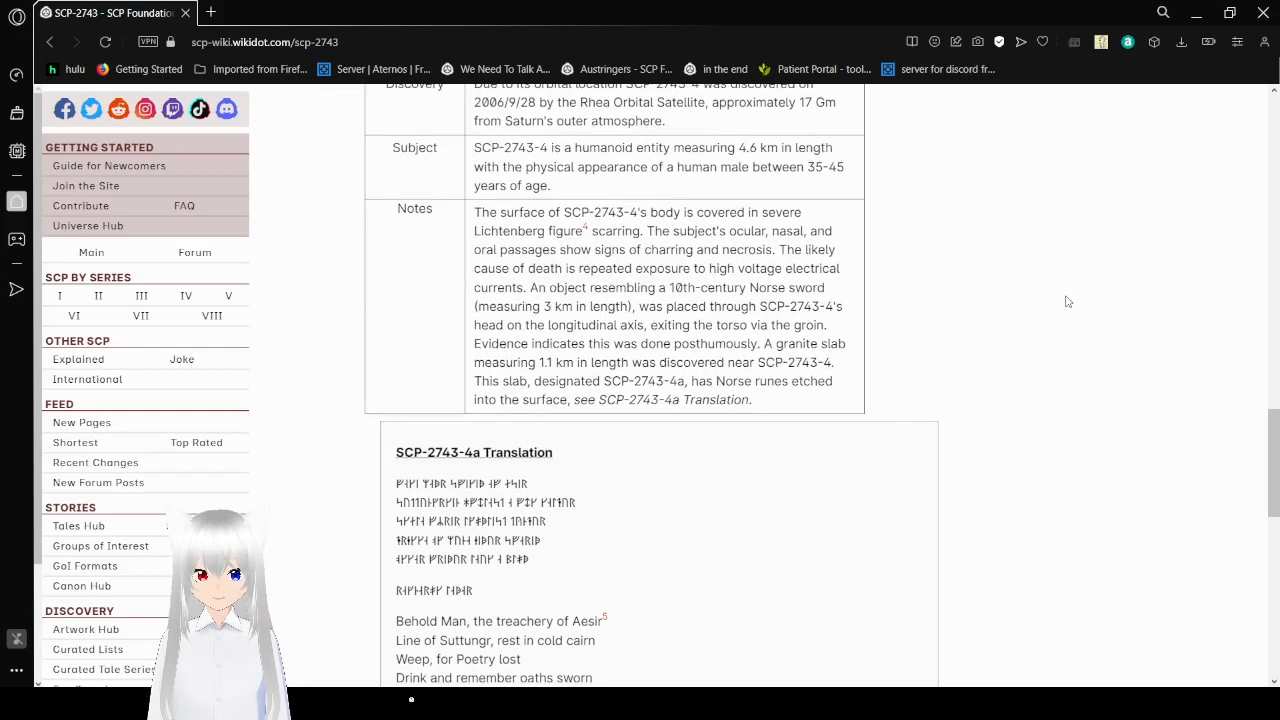 SCP-2743 - SCP Foundatio
scp-wiki.wikidot.com/scp-2743
VPN
hulu
Getting Started
Imported from Firef...
Server | Aternos | Fr...
We Need To Talk A...
Austringers - SCP F...
in the end
Patient Portal - tool...
server for discord fr...
GETTING STARTED
Guide for Newcomers
Join the Site
Contribute FAQ
Universe Hub
Main Forum
SCP BY SERIES
I II III IV V
VI VII VIII
OTHER SCP
Explained Joke
International
FEED
New Pages
Shortest Top Rated
Recent Changes
New Forum Posts
STORIES
Tales Hub
Groups of Interest
GoI Formats
Canon Hub
DISCOVERY
Artwork Hub
Curated Lists
Curated Tale Series
Discovery
Due to its orbital location SCP-2743-4 was discovered on
2006/9/28 by the Rhea Orbital Satellite, approximately 17 Gm
from Saturn's outer atmosphere.
Subject
SCP-2743-4 is a humanoid entity measuring 4.6 km in length
with the physical appearance of a human male between 35-45
years of age.
Notes
The surface of SCP-2743-4's body is covered in severe
Lichtenberg figure4 scarring. The subject's ocular, nasal, and
oral passages show signs of charring and necrosis. The likely
cause of death is repeated exposure to high voltage electrical
currents. An object resembling a 10th-century Norse sword
(measuring 3 km in length), was placed through SCP-2743-4's
head on the longitudinal axis, exiting the torso via the groin.
Evidence indicates this was done posthumously. A granite slab
measuring 1.1 km in length was discovered near SCP-2743-4.
This slab, designated SCP-2743-4a, has Norse runes etched
into the surface, see SCP-2743-4a Translation.
SCP-2743-4a Translation
Behold Man, the treachery of Aesir5
Line of Suttungr, rest in cold cairn
Weep, for Poetry lost
Drink and remember oaths sworn